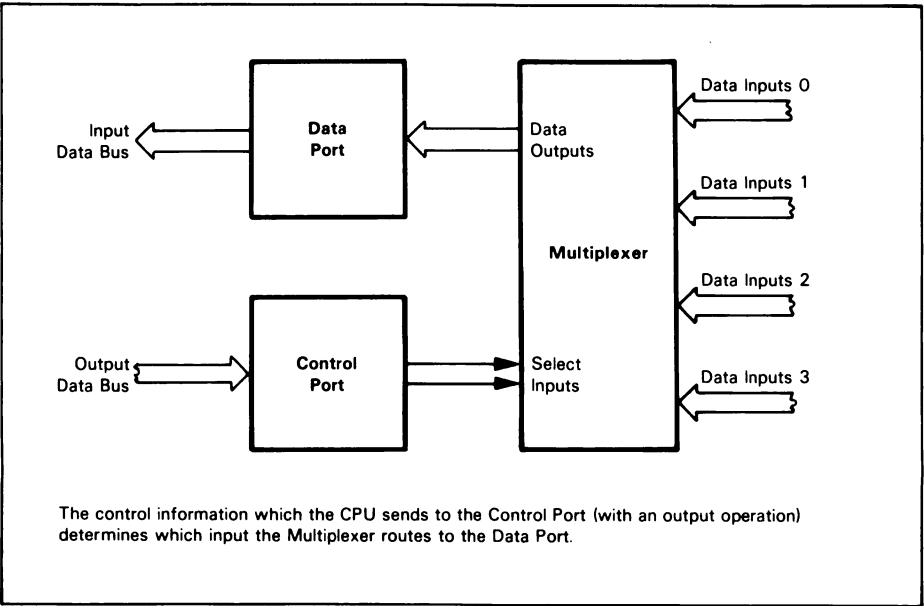 Input
Data Bus
Data
Port
Data
Outputs
Multiplexer
Data Inputs 0
Data Inputs 1
Data Inputs 2
Data Inputs 3
Output
Data Bus
Control
Port
Select
Inputs
The control information which the CPU sends to the Control Port (with an output operation)
determines which input the Multiplexer routes to the Data Port.